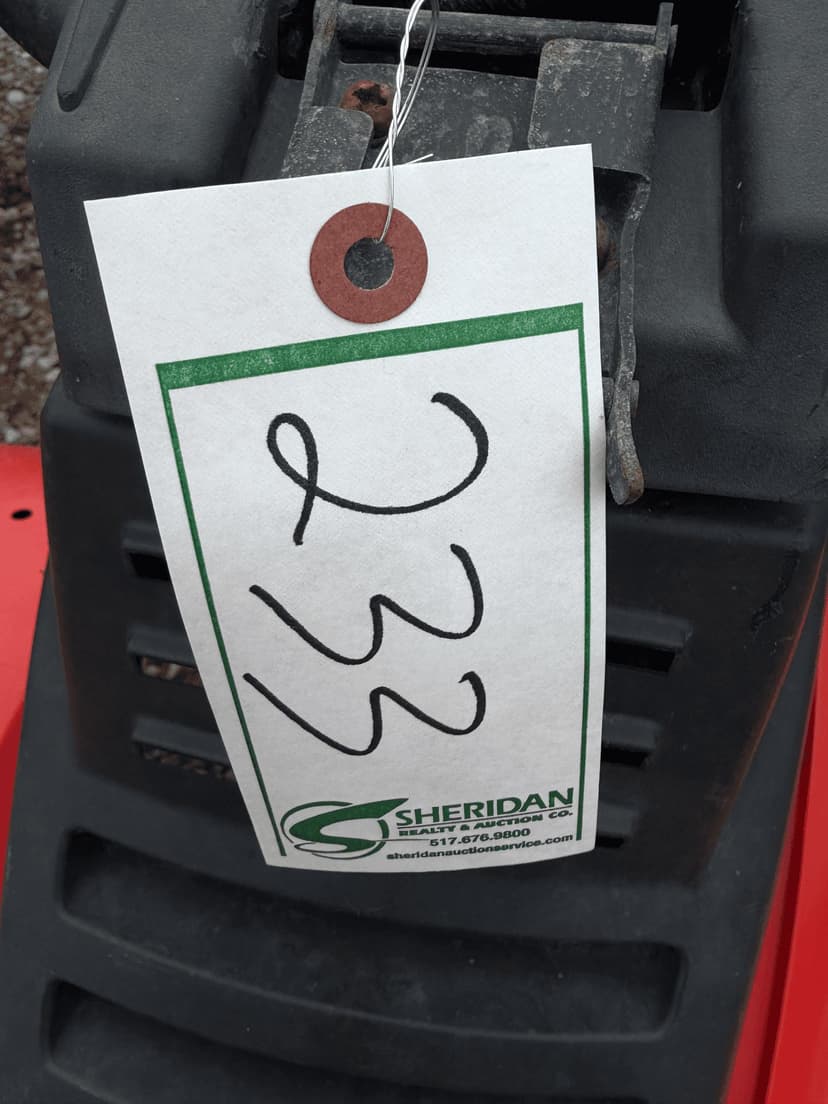 233
SHERIDAN
REALTY & AUCTION CO.
517.676.9800
sheridanauctionservice.com